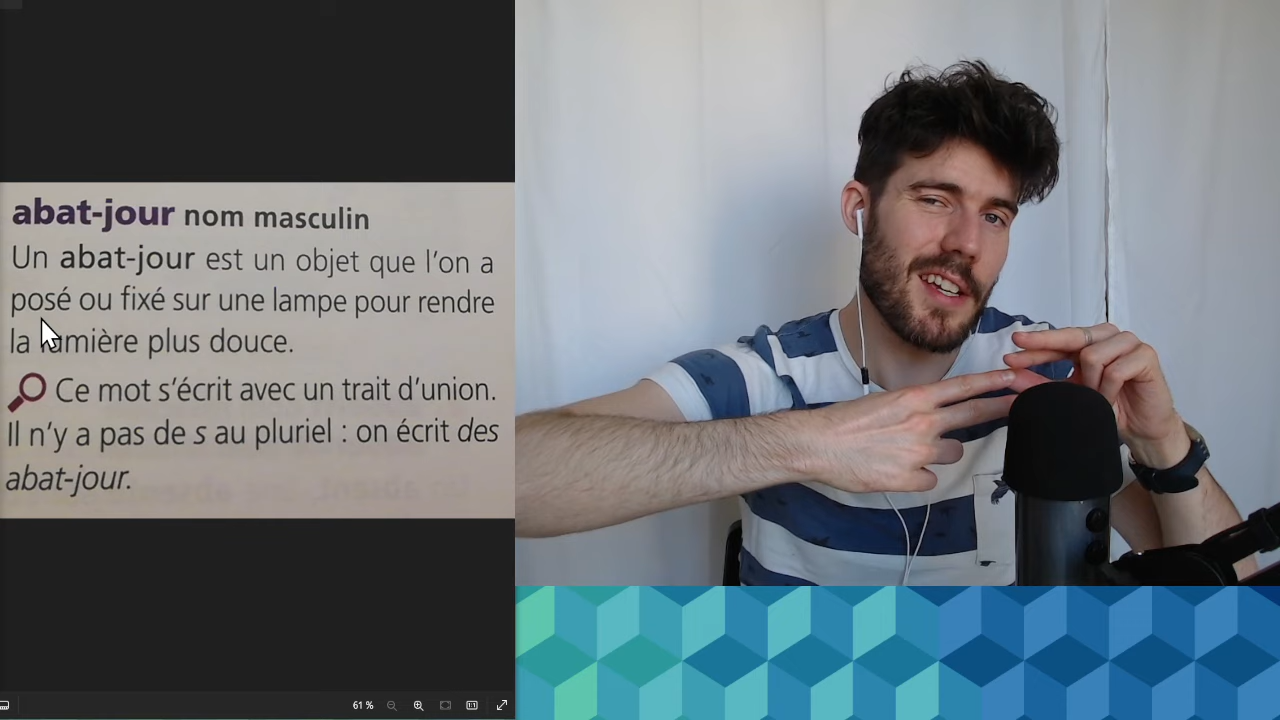 abat-jour nom masculin
Un abat-jour est un objet que l'on a
posé ou fixé sur une lampe pour rendre
la lumière plus douce.
Ce mot s'écrit avec un trait d'union.
Il n'y a pas de s au pluriel : on écrit des
abat-jour.
61 %